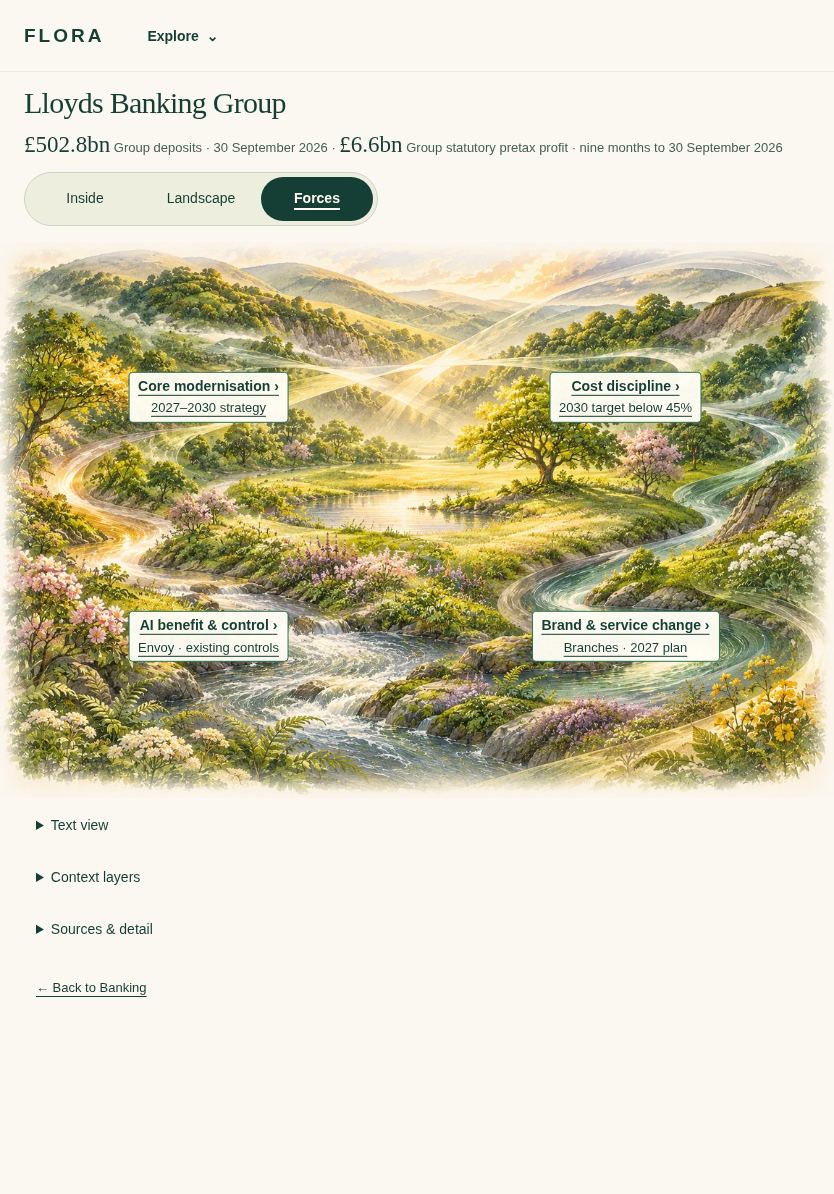 FLORA
Explore ⌄
Lloyds Banking Group
£502.8bn Group deposits · 30 September 2026 · £6.6bn Group statutory pretax profit · nine months to 30 September 2026
Inside Landscape Forces
Core modernisation ›
2027–2030 strategy
Cost discipline ›
2030 target below 45%
AI benefit & control ›
Envoy · existing controls
Brand & service change ›
Branches · 2027 plan
▶ Text view
▶ Context layers
▶ Sources & detail
← Back to Banking